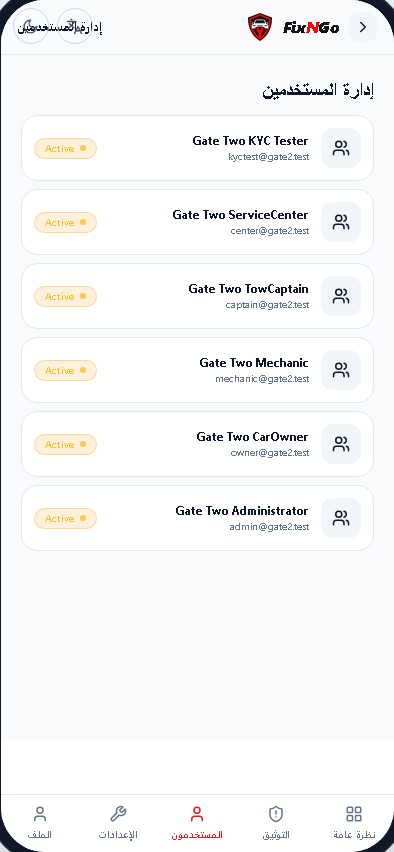 FixNGo
إدارة المستخدمين
إدارة المستخدمين
Gate Two KYC Tester
kyctest@gate2.test
Active
Gate Two ServiceCenter
center@gate2.test
Active
Gate Two TowCaptain
captain@gate2.test
Active
Gate Two Mechanic
mechanic@gate2.test
Active
Gate Two CarOwner
owner@gate2.test
Active
Gate Two Administrator
admin@gate2.test
Active
نظرة عامة
التوثيق
المستخدمون
الإعدادات
الملف